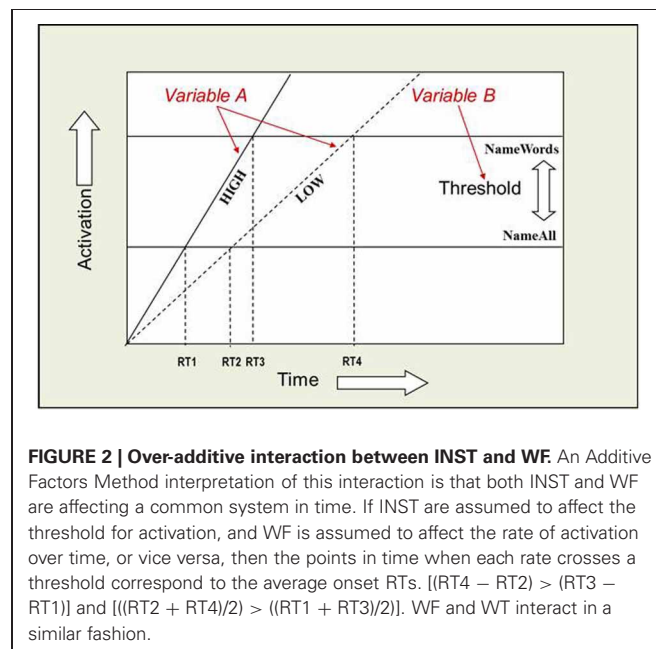 Variable A
Variable B
NameWords
HIGH
LOW
Threshold
NameAll
Activation
RT1
RT2
RT3
RT4
Time
FIGURE 2 | Over-additive interaction between INST and WF. An Additive
Factors Method interpretation of this interaction is that both INST and WF
are affecting a common system in time. If INST are assumed to affect the
threshold for activation, and WF is assumed to affect the rate of activation
over time, or vice versa, then the points in time when each rate crosses a
threshold correspond to the average onset RTs. [(RT4 − RT2) > (RT3 −
RT1)] and [((RT2 + RT4)/2) > ((RT1 + RT3)/2)]. WF and WT interact in a
similar fashion.